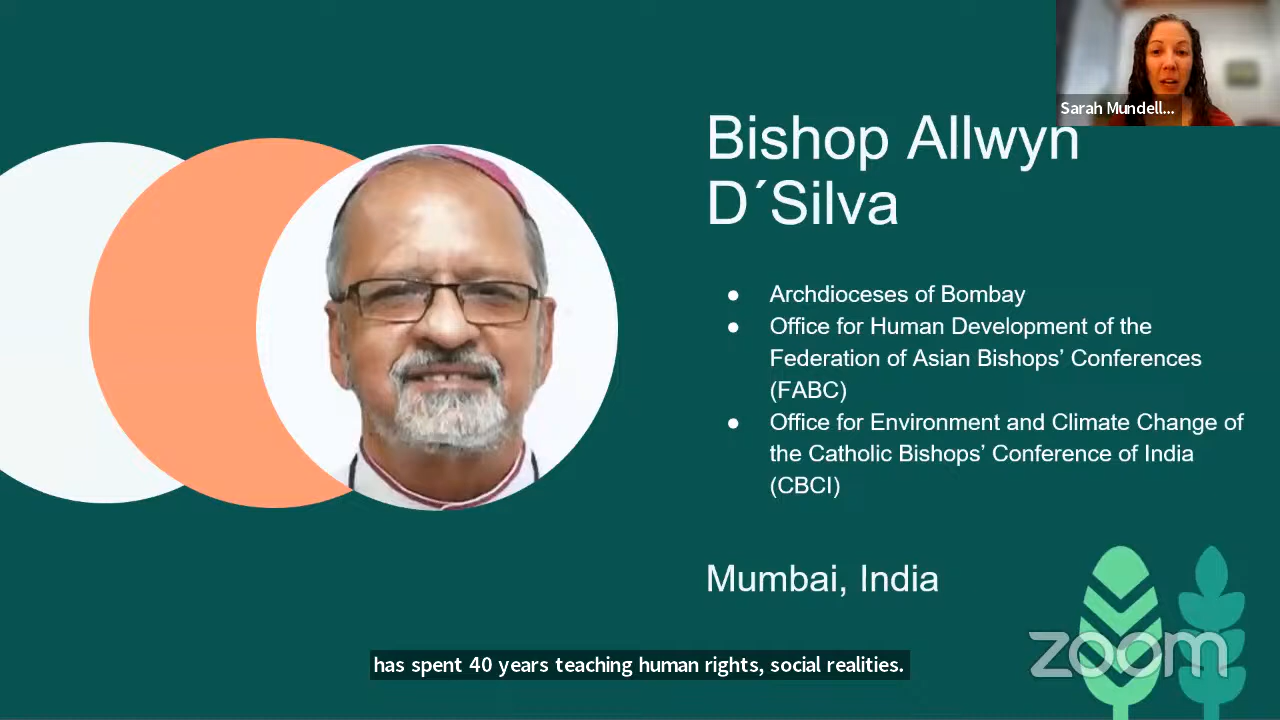 Sarah Mundell...
Bishop Allwyn
D´Silva
● Archdioceses of Bombay
● Office for Human Development of the
Federation of Asian Bishops’ Conferences
(FABC)
● Office for Environment and Climate Change of
the Catholic Bishops’ Conference of India
(CBCI)
Mumbai, India
has spent 40 years teaching human rights, social realities.
zoom